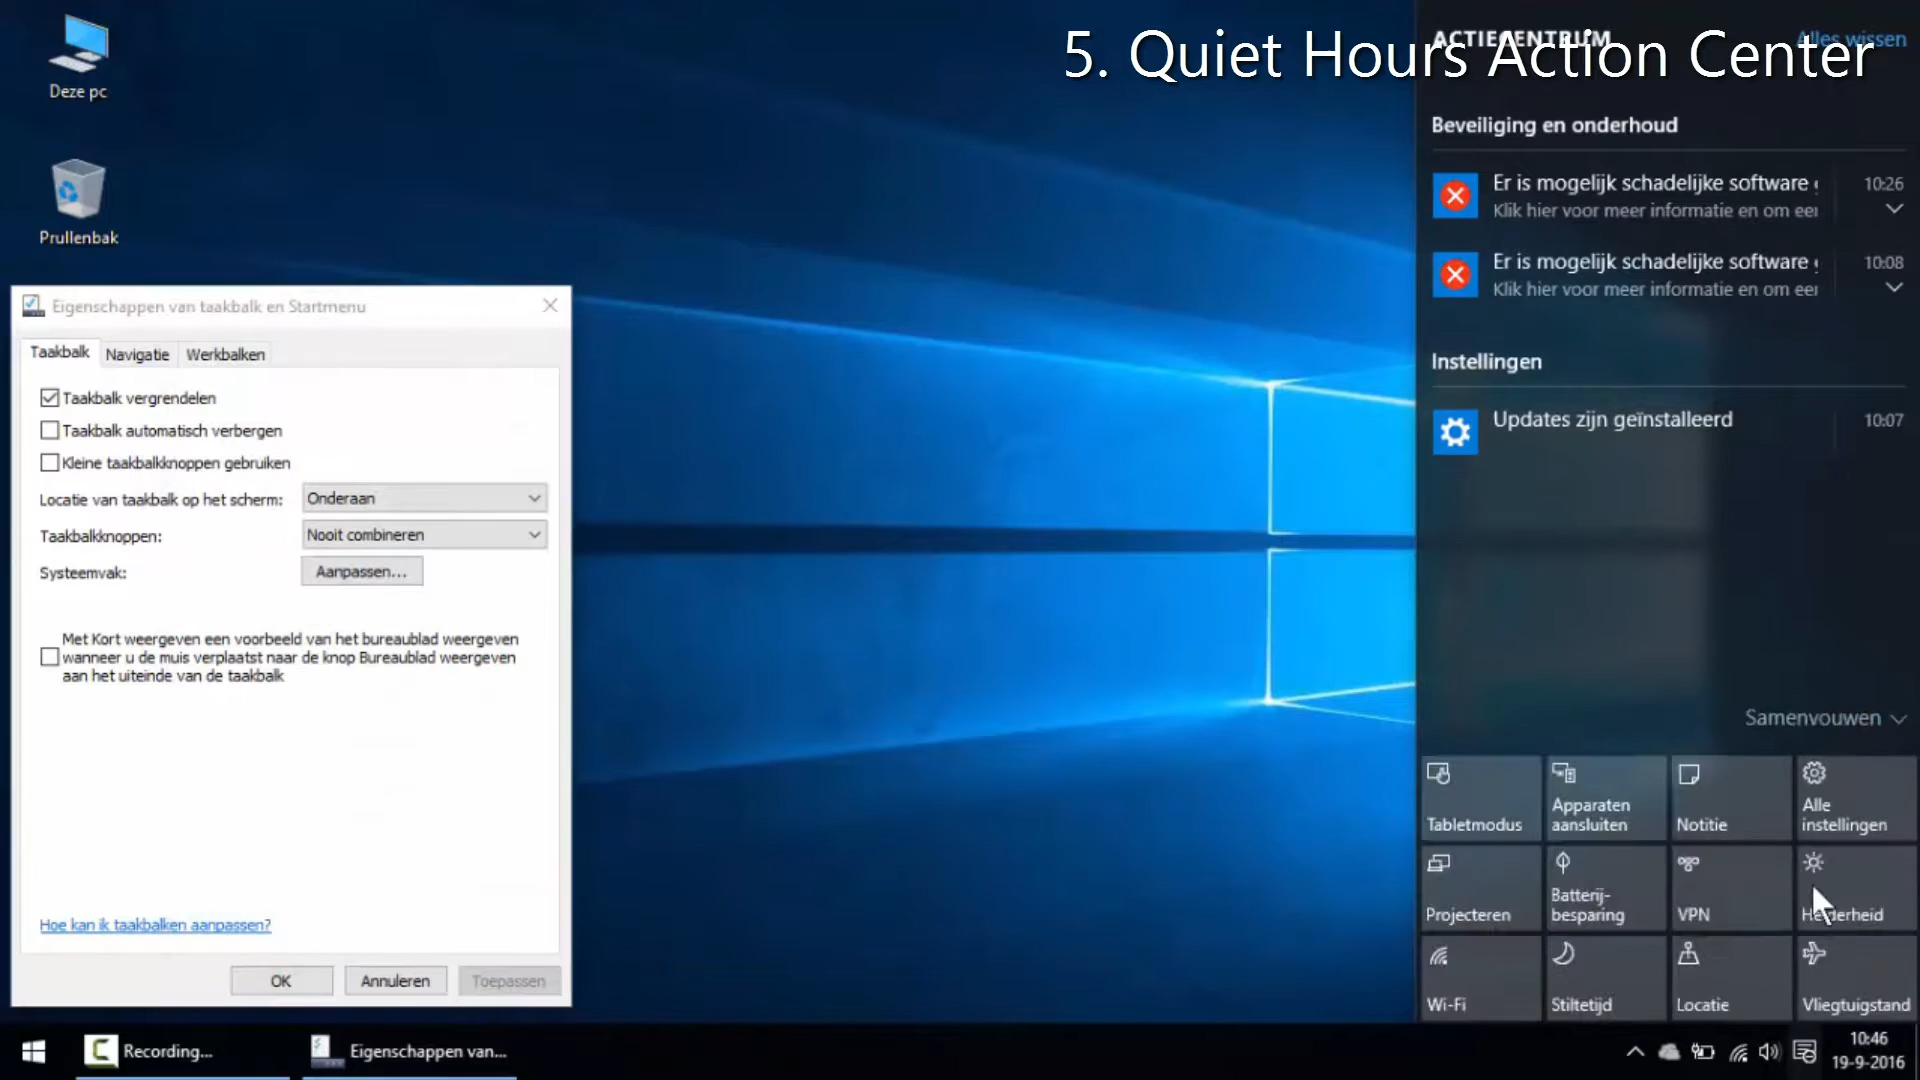 Deze pc
Prullenbak
5. Quiet Hours Action Center
ACTIECENTRUM
Alles wissen
Beveiliging en onderhoud
Er is mogelijk schadelijke software
10:26
Klik hier voor meer informatie en om eer
Er is mogelijk schadelijke software
10:08
Klik hier voor meer informatie en om eer
Instellingen
Updates zijn geïnstalleerd
10:07
Samenvouwen
Tabletmodus
Apparaten
aansluiten
Notitie
Alle
instellingen
Projecteren
Batterij-
besparing
VPN
Helderheid
Wi-Fi
Stiltetijd
Locatie
Vliegtuigstand
Eigenschappen van taakbalk en Startmenu
Taakbalk
Navigatie
Werkbalken
Taakbalk vergrendelen
Taakbalk automatisch verbergen
Kleine taakbalkknoppen gebruiken
Locatie van taakbalk op het scherm:
Onderaan
Taakbalkknoppen:
Nooit combineren
Systeemvak:
Aanpassen...
Met Kort weergeven een voorbeeld van het bureaublad weergeven
wanneer u de muis verplaatst naar de knop Bureaublad weergeven
aan het uiteinde van de taakbalk
Hoe kan ik taakbalken aanpassen?
OK
Annuleren
Toepassen
Recording...
Eigenschappen van...
10:46
19-9-2016